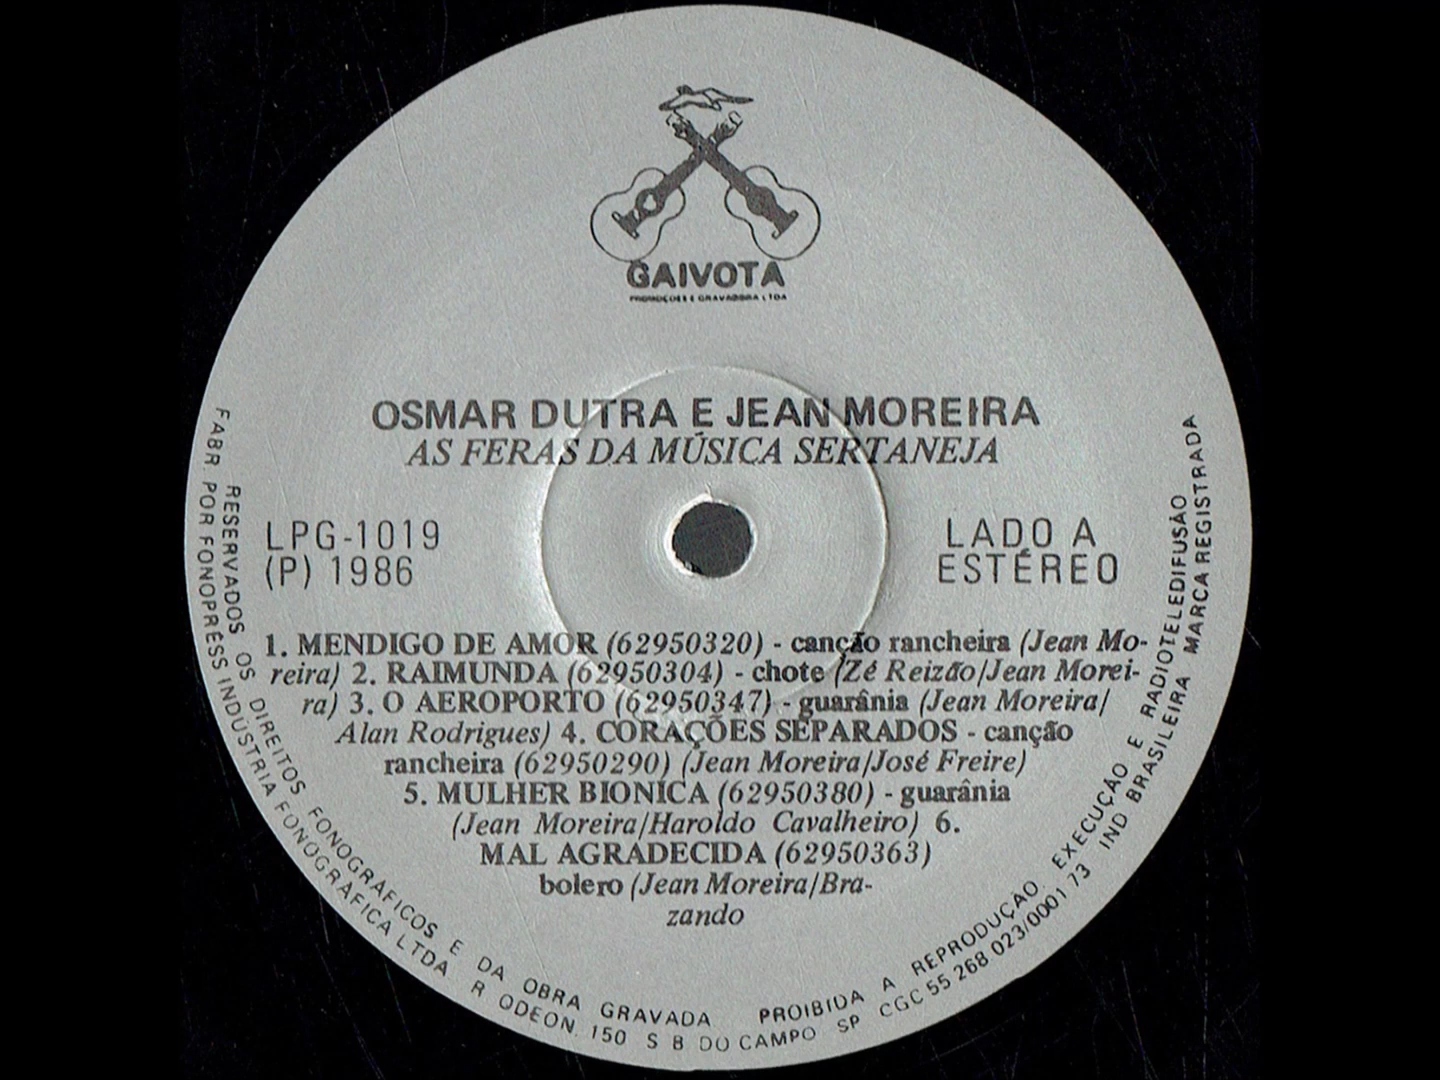 GAIVOTA
PROMOÇÕES E GRAVADORA LTDA
OSMAR DUTRA E JEAN MOREIRA
AS FERAS DA MÚSICA SERTANEJA
LPG-1019
(P) 1986
LADO A
ESTÉREO
1. MENDIGO DE AMOR (62950320) - canção rancheira (Jean Mo-
reira) 2. RAIMUNDA (62950304) - chote (Zé Reizão/Jean Morei-
ra) 3. O AEROPORTO (62950347) - guarânia (Jean Moreira/
Alan Rodrigues) 4. CORAÇÕES SEPARADOS - canção
rancheira (62950290) (Jean Moreira/José Freire)
5. MULHER BIONICA (62950380) - guarânia
(Jean Moreira/Haroldo Cavalheiro) 6.
MAL AGRADECIDA (62950363)
bolero (Jean Moreira/Bra-
zando
RESERVADOS OS DIREITOS FONOGRAFICOS E DA OBRA GRAVADA PROIBIDA A REPRODUÇÃO EXECUÇÃO E RADIOTELEDIFUSÃO
FABR POR FONOPRESS INDÚSTRIA FONOGRÁFICA LTDA R ODEON, 150 S B DO CAMPO SP CGC 55 268 023/0001 73 IND BRASILEIRA MARCA REGISTRADA